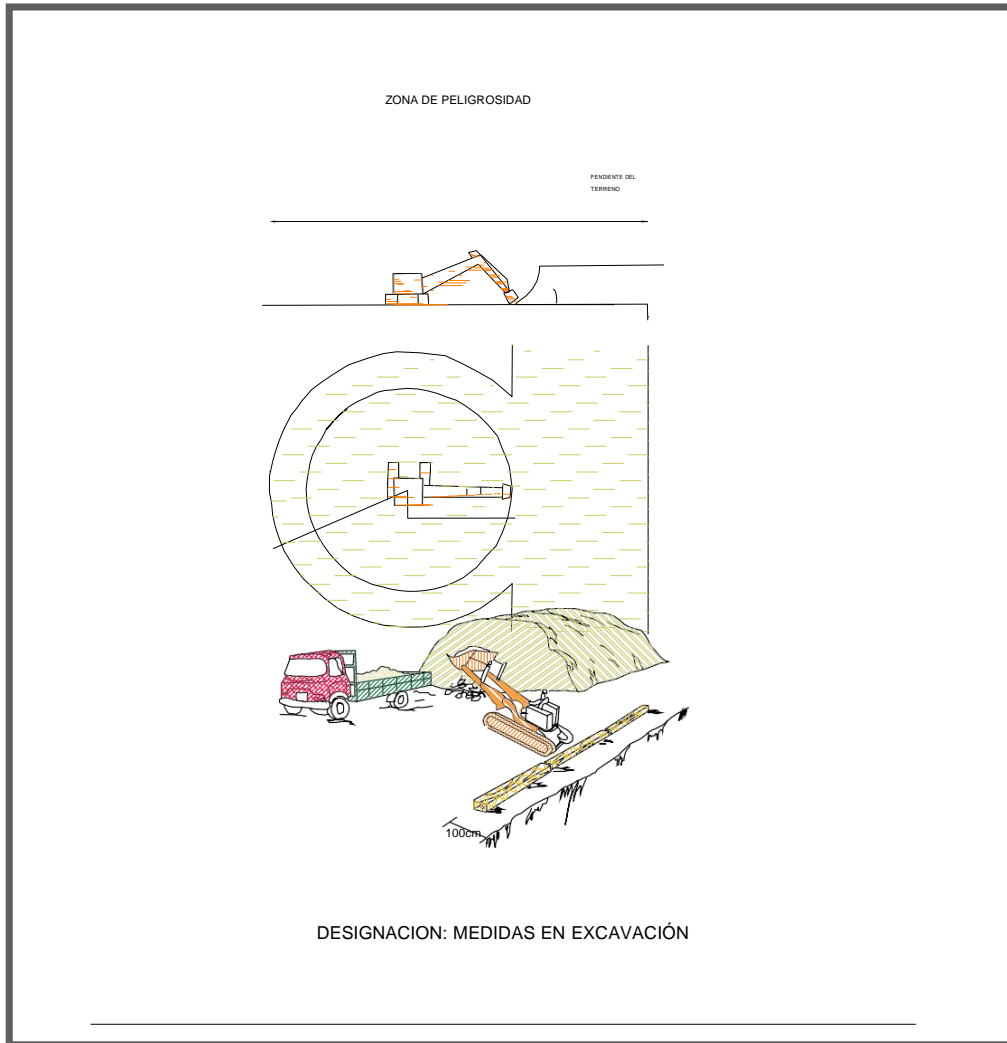 ZONA DE PELIGROSIDAD
PENDIENTE DEL
TERRENO
100cm
DESIGNACION: MEDIDAS EN EXCAVACIÓN